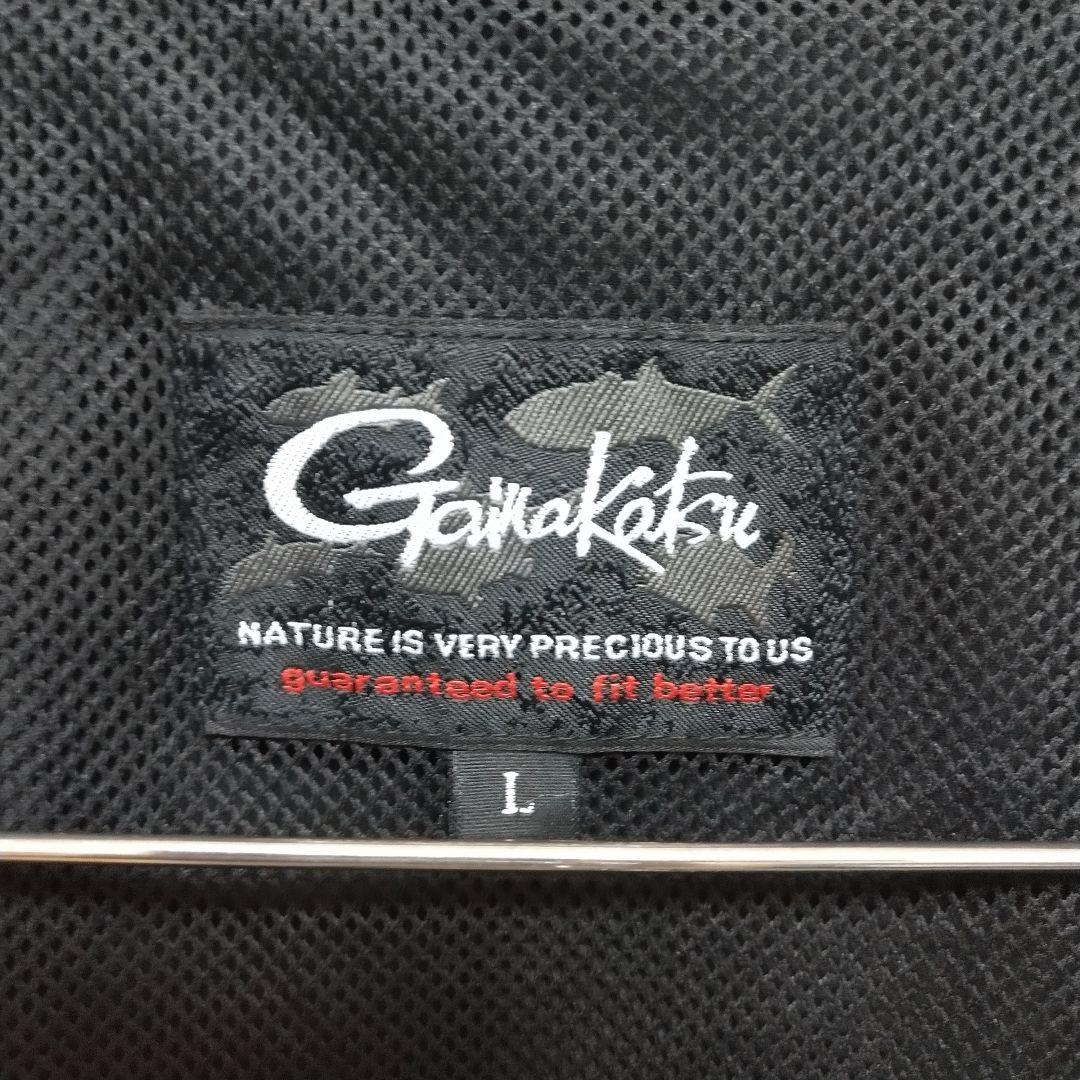 Gamakatsu
NATURE IS VERY PRECIOUS TO US
guaranteed to fit better
L